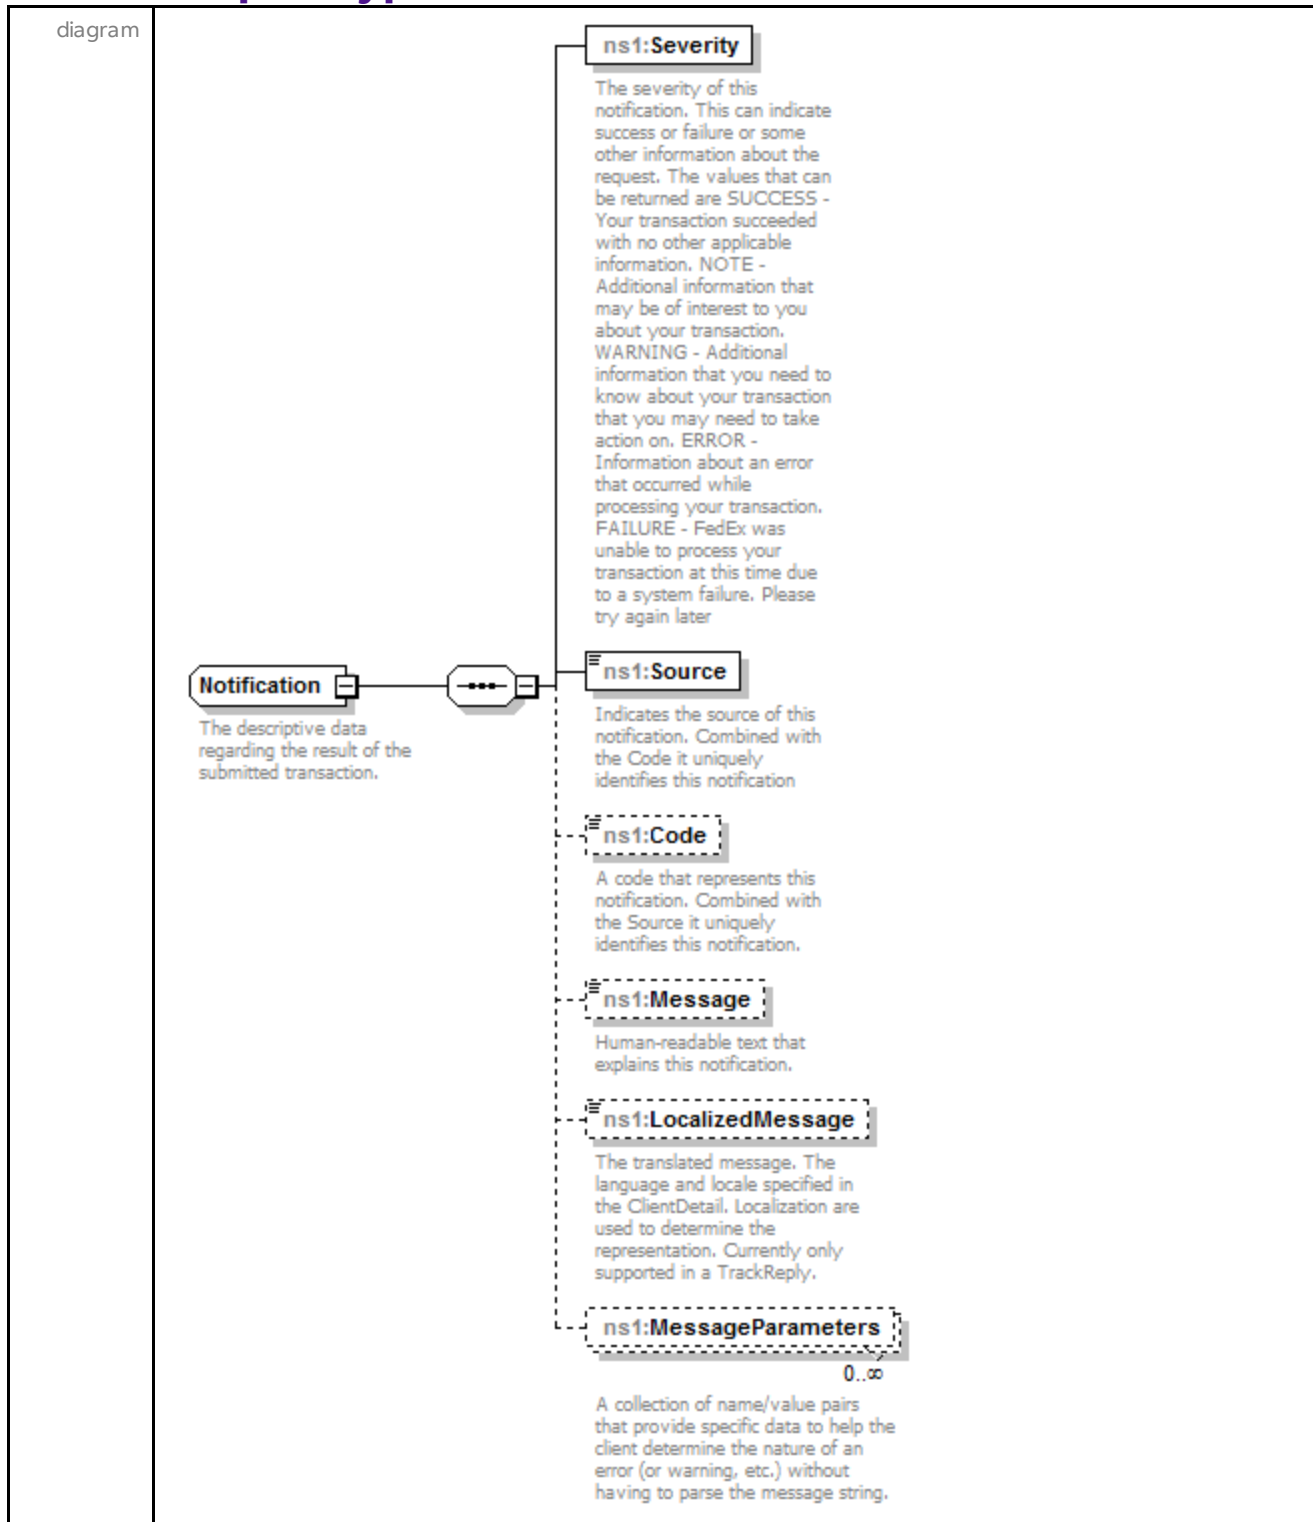 diagram
ns1:Severity
The severity of this
notification. This can indicate
success or failure or some
other information about the
request. The values that can
be returned are SUCCESS -
Your transaction succeeded
with no other applicable
information. NOTE -
Additional information that
may be of interest to you
about your transaction.
WARNING - Additional
information that you need to
know about your transaction
that you may need to take
action on. ERROR -
Information about an error
that occurred while
processing your transaction.
FAILURE - FedEx was
unable to process your
transaction at this time due
to a system failure. Please
try again later
Notification
The descriptive data
regarding the result of the
submitted transaction.
ns1:Source
Indicates the source of this
notification. Combined with
the Code it uniquely
identifies this notification
ns1:Code
A code that represents this
notification. Combined with
the Source it uniquely
identifies this notification.
ns1:Message
Human-readable text that
explains this notification.
ns1:LocalizedMessage
The translated message. The
language and locale specified in
the ClientDetail. Localization are
used to determine the
representation. Currently only
supported in a TrackReply.
ns1:MessageParameters
0..∞
A collection of name/value pairs
that provide specific data to help the
client determine the nature of an
error (or warning, etc.) without
having to parse the message string.